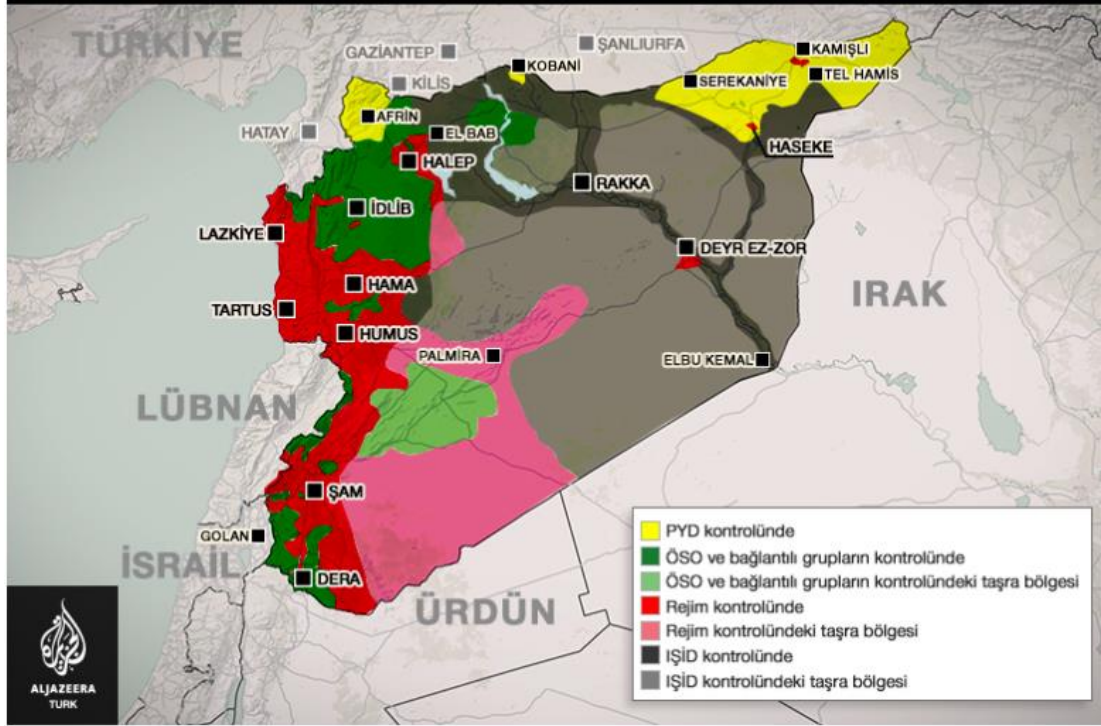 TÜRKİYE
GAZİANTEP
ŞANLIURFA
KAMIŞLI
KOBANİ
SEREKANİYE
TEL HAMİS
KİLİS
AFRİN
HATAY
EL BAB
HASEKE
HALEP
RAKKA
İDLİB
LAZKİYE
DEYR EZ-ZOR
HAMA
IRAK
TARTUS
HUMUS
PALMİRA
ELBU KEMAL
LÜBNAN
ŞAM
GOLAN
İSRAİL
DERA
ÜRDÜN
PYD kontrolünde
ÖSO ve bağlantılı grupların kontrolünde
ÖSO ve bağlantılı grupların kontrolündeki taşra bölgesi
Rejim kontrolünde
Rejim kontrolündeki taşra bölgesi
IŞİD kontrolünde
IŞİD kontrolündeki taşra bölgesi
ALJAZEERA
TURK